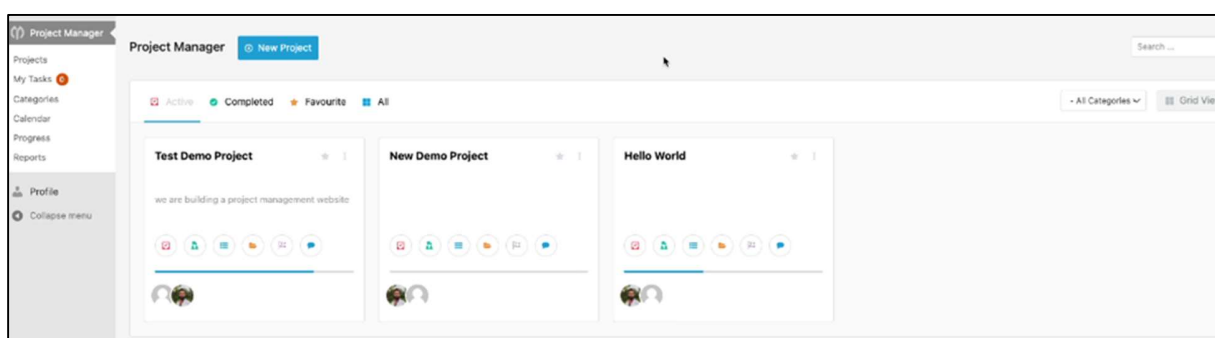 Project Manager
Projects
My Tasks 0
Categories
Calendar
Progress
Reports
Profile
Collapse menu
Project Manager
New Project
Search ...
Active
Completed
Favourite
All
- All Categories
Grid Vie
Test Demo Project
we are building a project management website
New Demo Project
Hello World